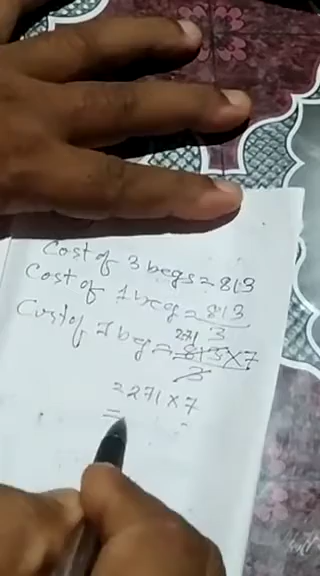 Cost of 3 begs = 813
Cost of 1 beg = 813/3
Cost of 7 beg = 813 271 × 7/3
= 271 × 7
=